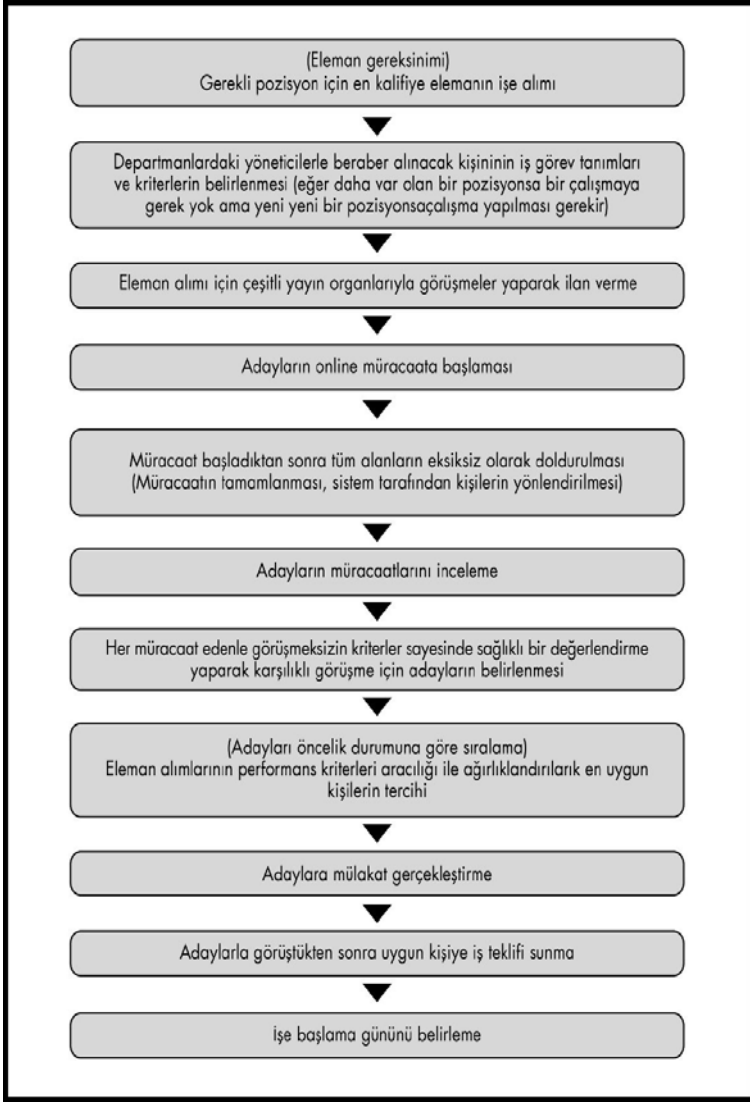 (Eleman gereksinimi)
Gerekli pozisyon için en kalifiye elemanın işe alımı
Departmanlardaki yöneticilerle beraber alınacak kişininin iş görev tanımları
ve kriterlerin belirlenmesi (eğer daha var olan bir pozisyonsa bir çalışmaya
gerek yok ama yeni yeni bir pozisyonsaçalışma yapılması gerekir)
Eleman alımı için çeşitli yayın organlarıyla görüşmeler yaparak ilan verme
Adayların online müracaata başlaması
Müracaat başladıktan sonra tüm alanların eksiksiz olarak doldurulması
(Müracaatın tamamlanması, sistem tarafından kişilerin yönlendirilmesi)
Adayların müracaatlarını inceleme
Her müracaat edenle görüşmeksizin kriterler sayesinde sağlıklı bir değerlendirme
yaparak karşılıklı görüşme için adayların belirlenmesi
(Adayları öncelik durumuna göre sıralama)
Eleman alımlarının performans kriterleri aracılığı ile ağırlıklandırılarık en uygun
kişilerin tercihi
Adaylara mülakat gerçekleştirme
Adaylarla görüştükten sonra uygun kişiye iş teklifi sunma
İşe başlama gününü belirleme